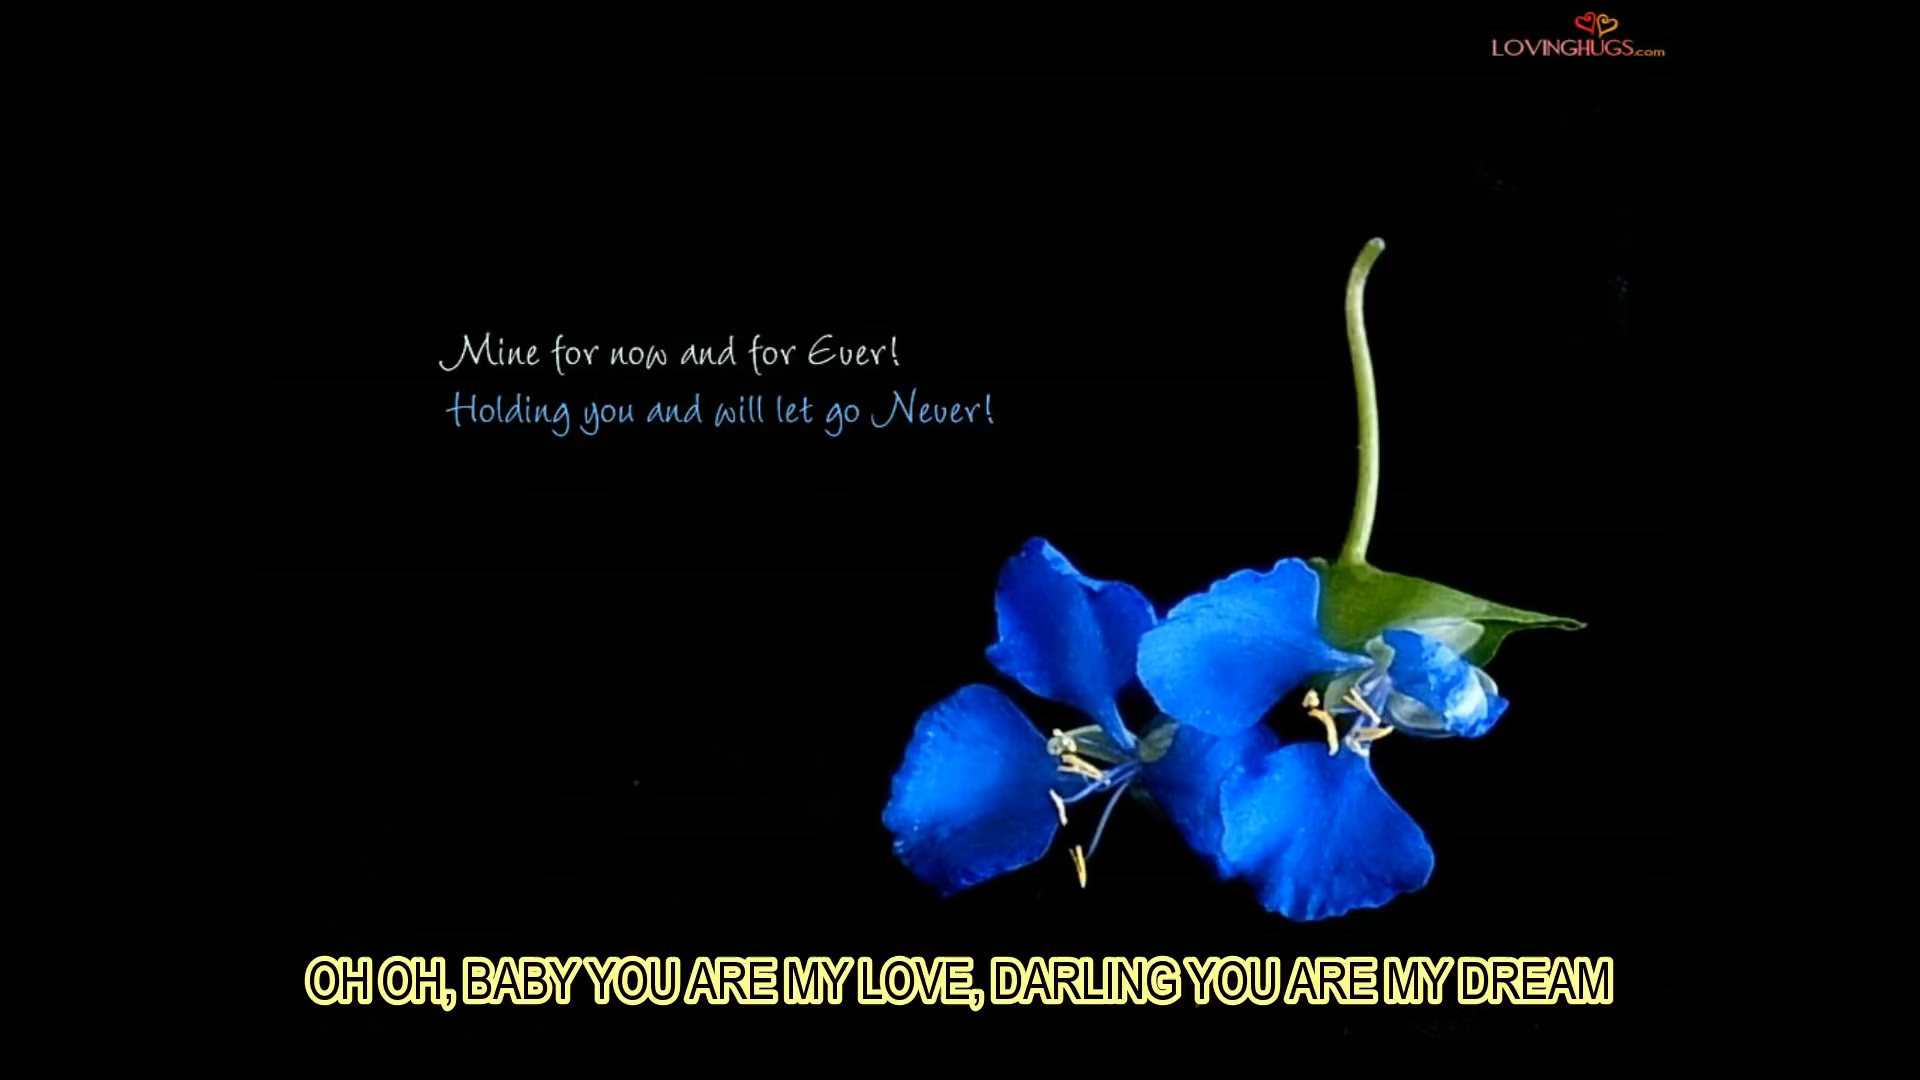 LOVINGHUGS.com
Mine for now and for Ever!
Holding you and will let go Never!
OH OH, BABY YOU ARE MY LOVE, DARLING YOU ARE MY DREAM